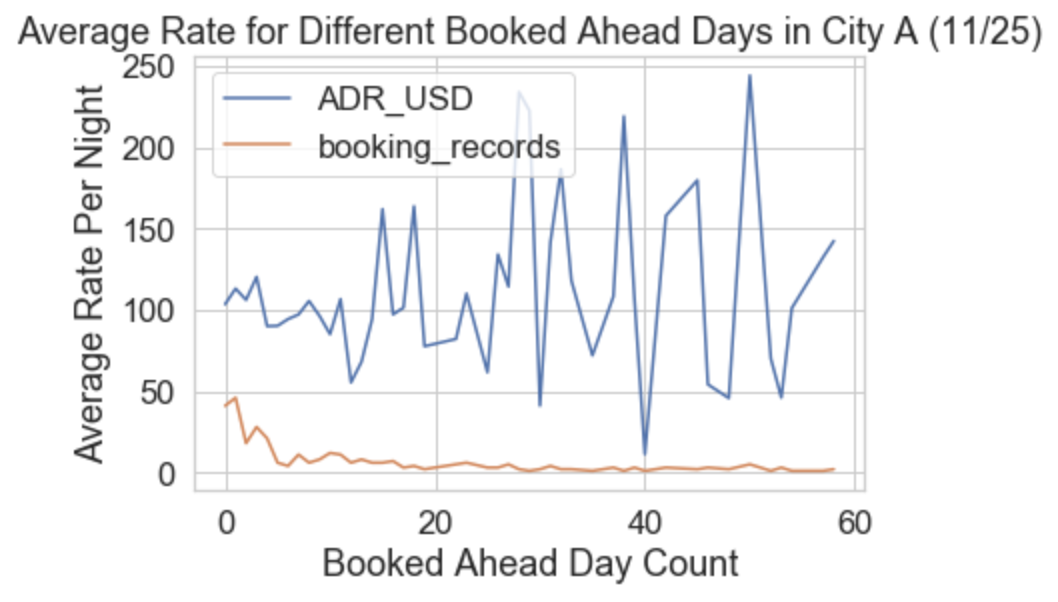 Average Rate for Different Booked Ahead Days in City A (11/25)
Average Rate Per Night
250
200
150
100
50
0
ADR_USD
booking_records
0 20 40 60
Booked Ahead Day Count